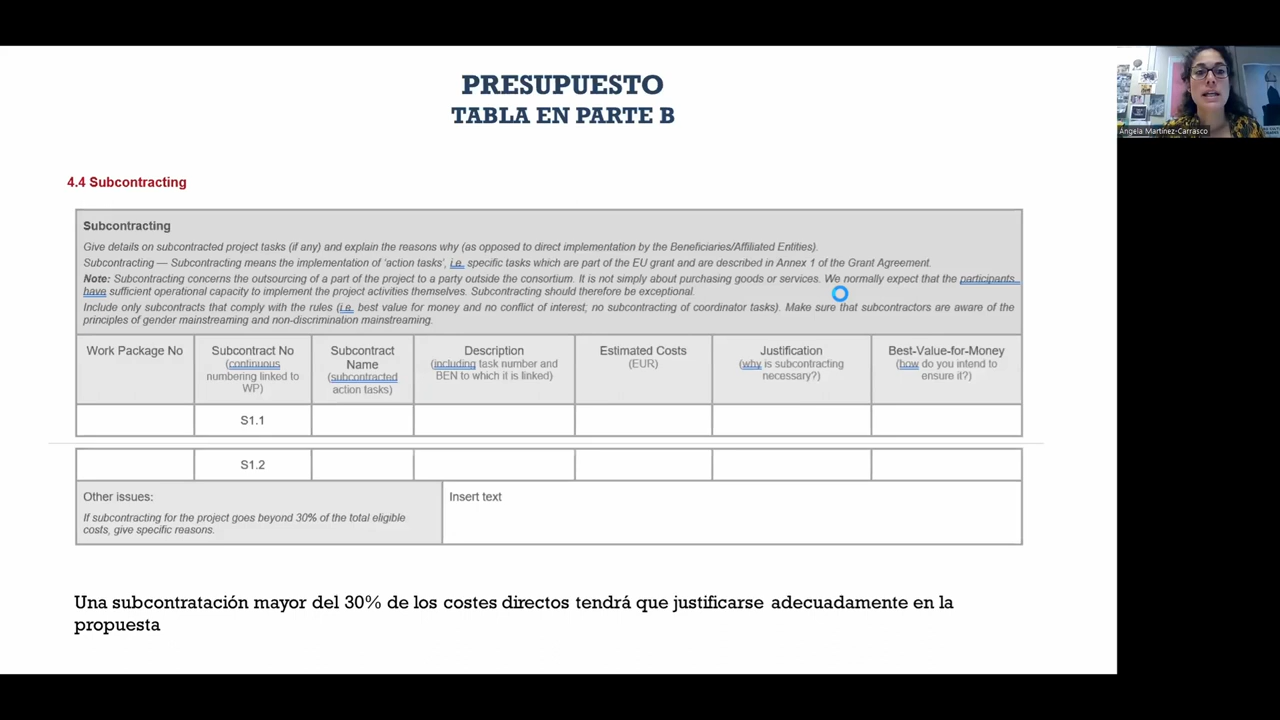 PRESUPUESTO
TABLA EN PARTE B
4.4 Subcontracting
Subcontracting
Give details on subcontracted project tasks (if any) and explain the reasons why (as opposed to direct implementation by the Beneficiaries/Affiliated Entities).
Subcontracting — Subcontracting means the implementation of 'action tasks', i.e. specific tasks which are part of the EU grant and are described in Annex 1 of the Grant Agreement.
Note: Subcontracting concerns the outsourcing of a part of the project to a party outside the consortium. It is not simply about purchasing goods or services. We normally expect that the participants
have sufficient operational capacity to implement the project activities themselves. Subcontracting should therefore be exceptional.
Include only subcontracts that comply with the rules (i.e. best value for money and no conflict of interest; no subcontracting of coordinator tasks). Make sure that subcontractors are aware of the
principles of gender mainstreaming and non-discrimination mainstreaming.
Work Package No
Subcontract No
(continuous
numbering linked to
WP)
Subcontract
Name
(subcontracted
action tasks)
Description
(including task number and
BEN to which it is linked)
Estimated Costs
(EUR)
Justification
(why is subcontracting
necessary?)
Best-Value-for-Money
(how do you intend to
ensure it?)
S1.1
S1.2
Other issues:
If subcontracting for the project goes beyond 30% of the total eligible
costs, give specific reasons.
Insert text
Una subcontratación mayor del 30% de los costes directos tendrá que justificarse adecuadamente en la
propuesta
Angela Martínez-Carrasco